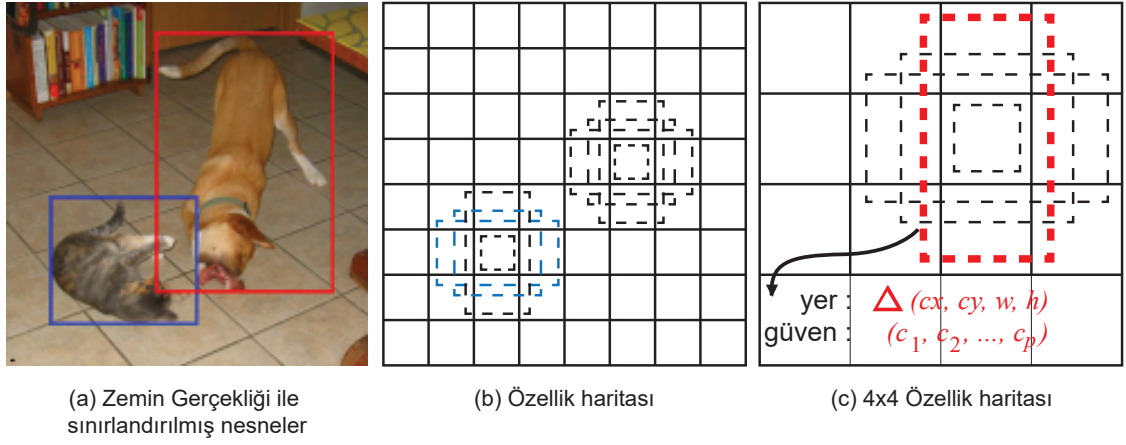 yer : Δ (cx, cy, w, h)
güven : (c1, c2, ..., cp)
(a) Zemin Gerçekliği ile
sınırlandırılmış nesneler
(b) Özellik haritası
(c) 4x4 Özellik haritası